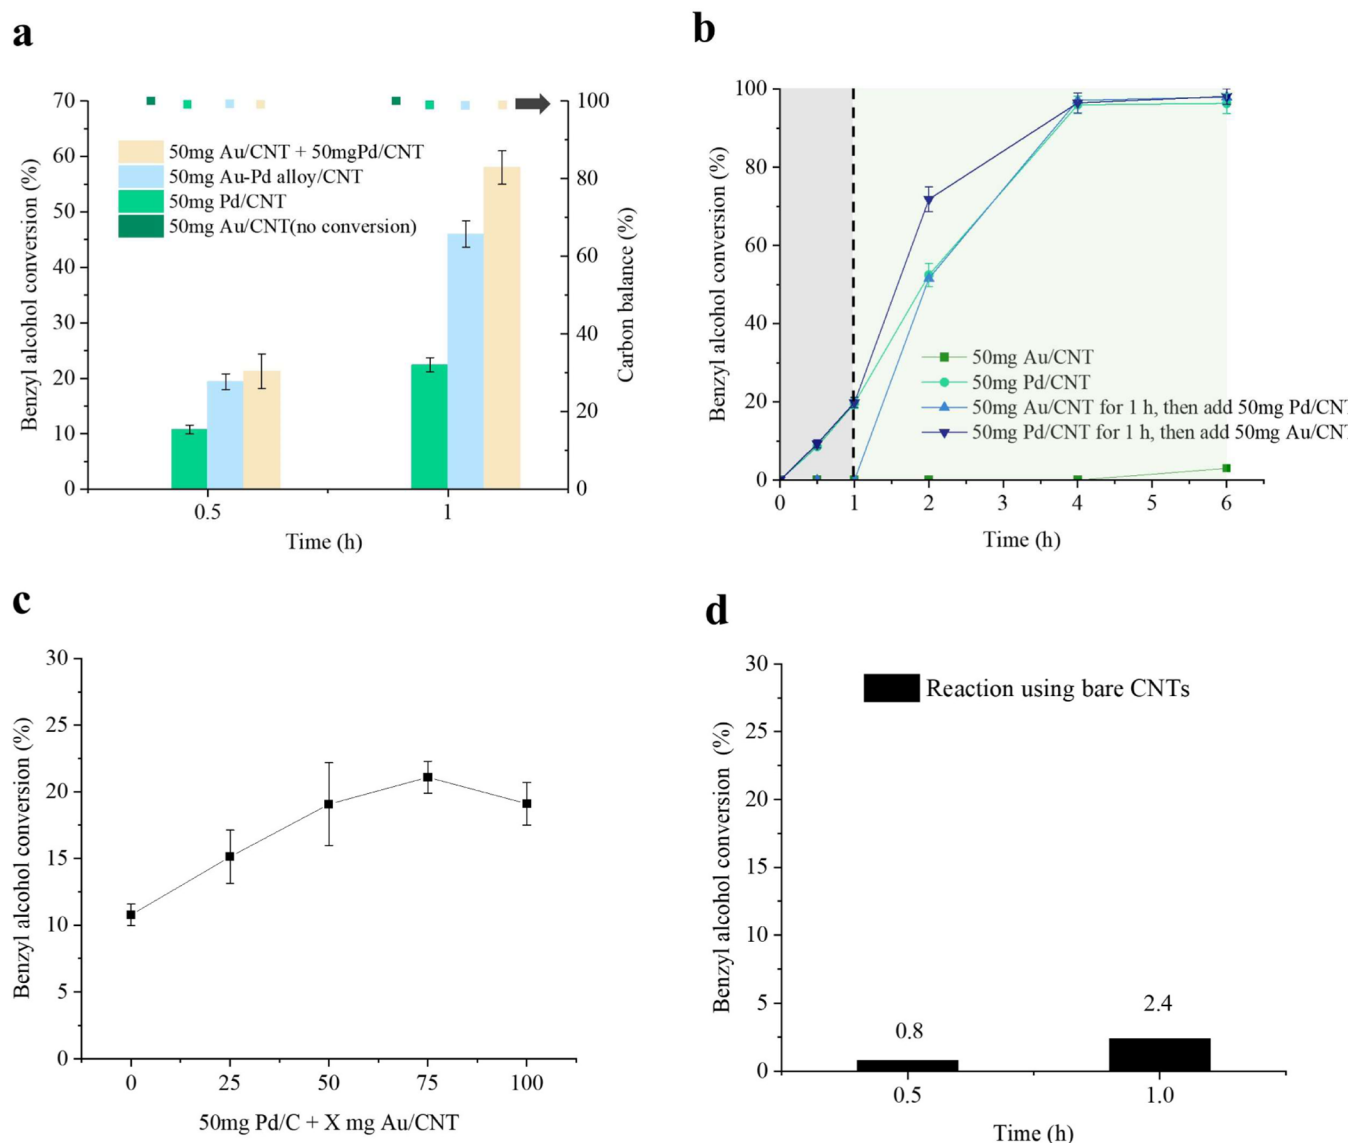 a
70
60
50
40
30
20
10
0
Benzyl alcohol conversion (%)
50mg Au/CNT + 50mgPd/CNT
50mg Au-Pd alloy/CNT
50mg Pd/CNT
50mg Au/CNT(no conversion)
100
80
60
40
20
0
Carbon balance (%)
0.5
1
Time (h)
b
100
80
60
40
20
0
Benzyl alcohol conversion (%)
50mg Au/CNT
50mg Pd/CNT
50mg Au/CNT for 1 h, then add 50mg Pd/CNT
50mg Pd/CNT for 1 h, then add 50mg Au/CNT
0
1
2
3
4
5
6
Time (h)
c
30
25
20
15
10
5
0
Benzyl alcohol conversion (%)
0
25
50
75
100
50mg Pd/C + X mg Au/CNT
d
30
25
20
15
10
5
0
Benzyl alcohol conversion (%)
Reaction using bare CNTs
0.8
2.4
0.5
1.0
Time (h)